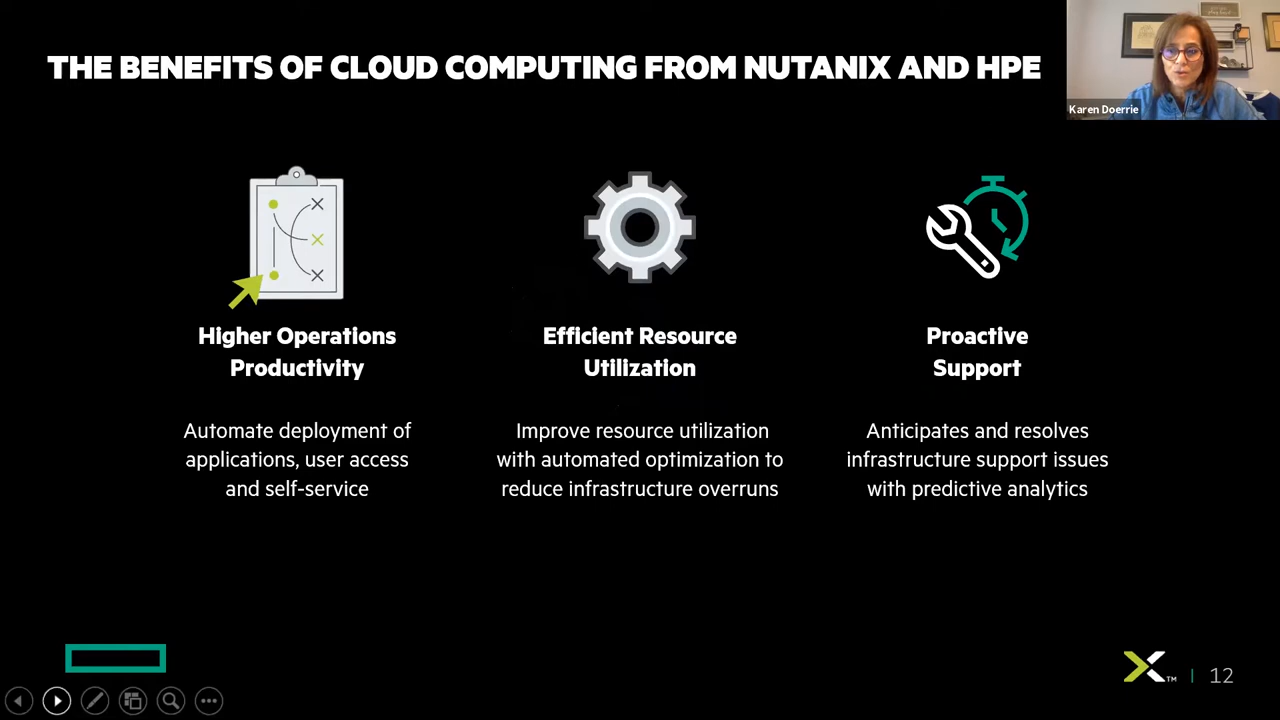 THE BENEFITS OF CLOUD COMPUTING FROM NUTANIX AND HPE
Karen Doerrie
Higher Operations
Productivity
Automate deployment of
applications, user access
and self-service
Efficient Resource
Utilization
Improve resource utilization
with automated optimization to
reduce infrastructure overruns
Proactive
Support
Anticipates and resolves
infrastructure support issues
with predictive analytics
TM | 12